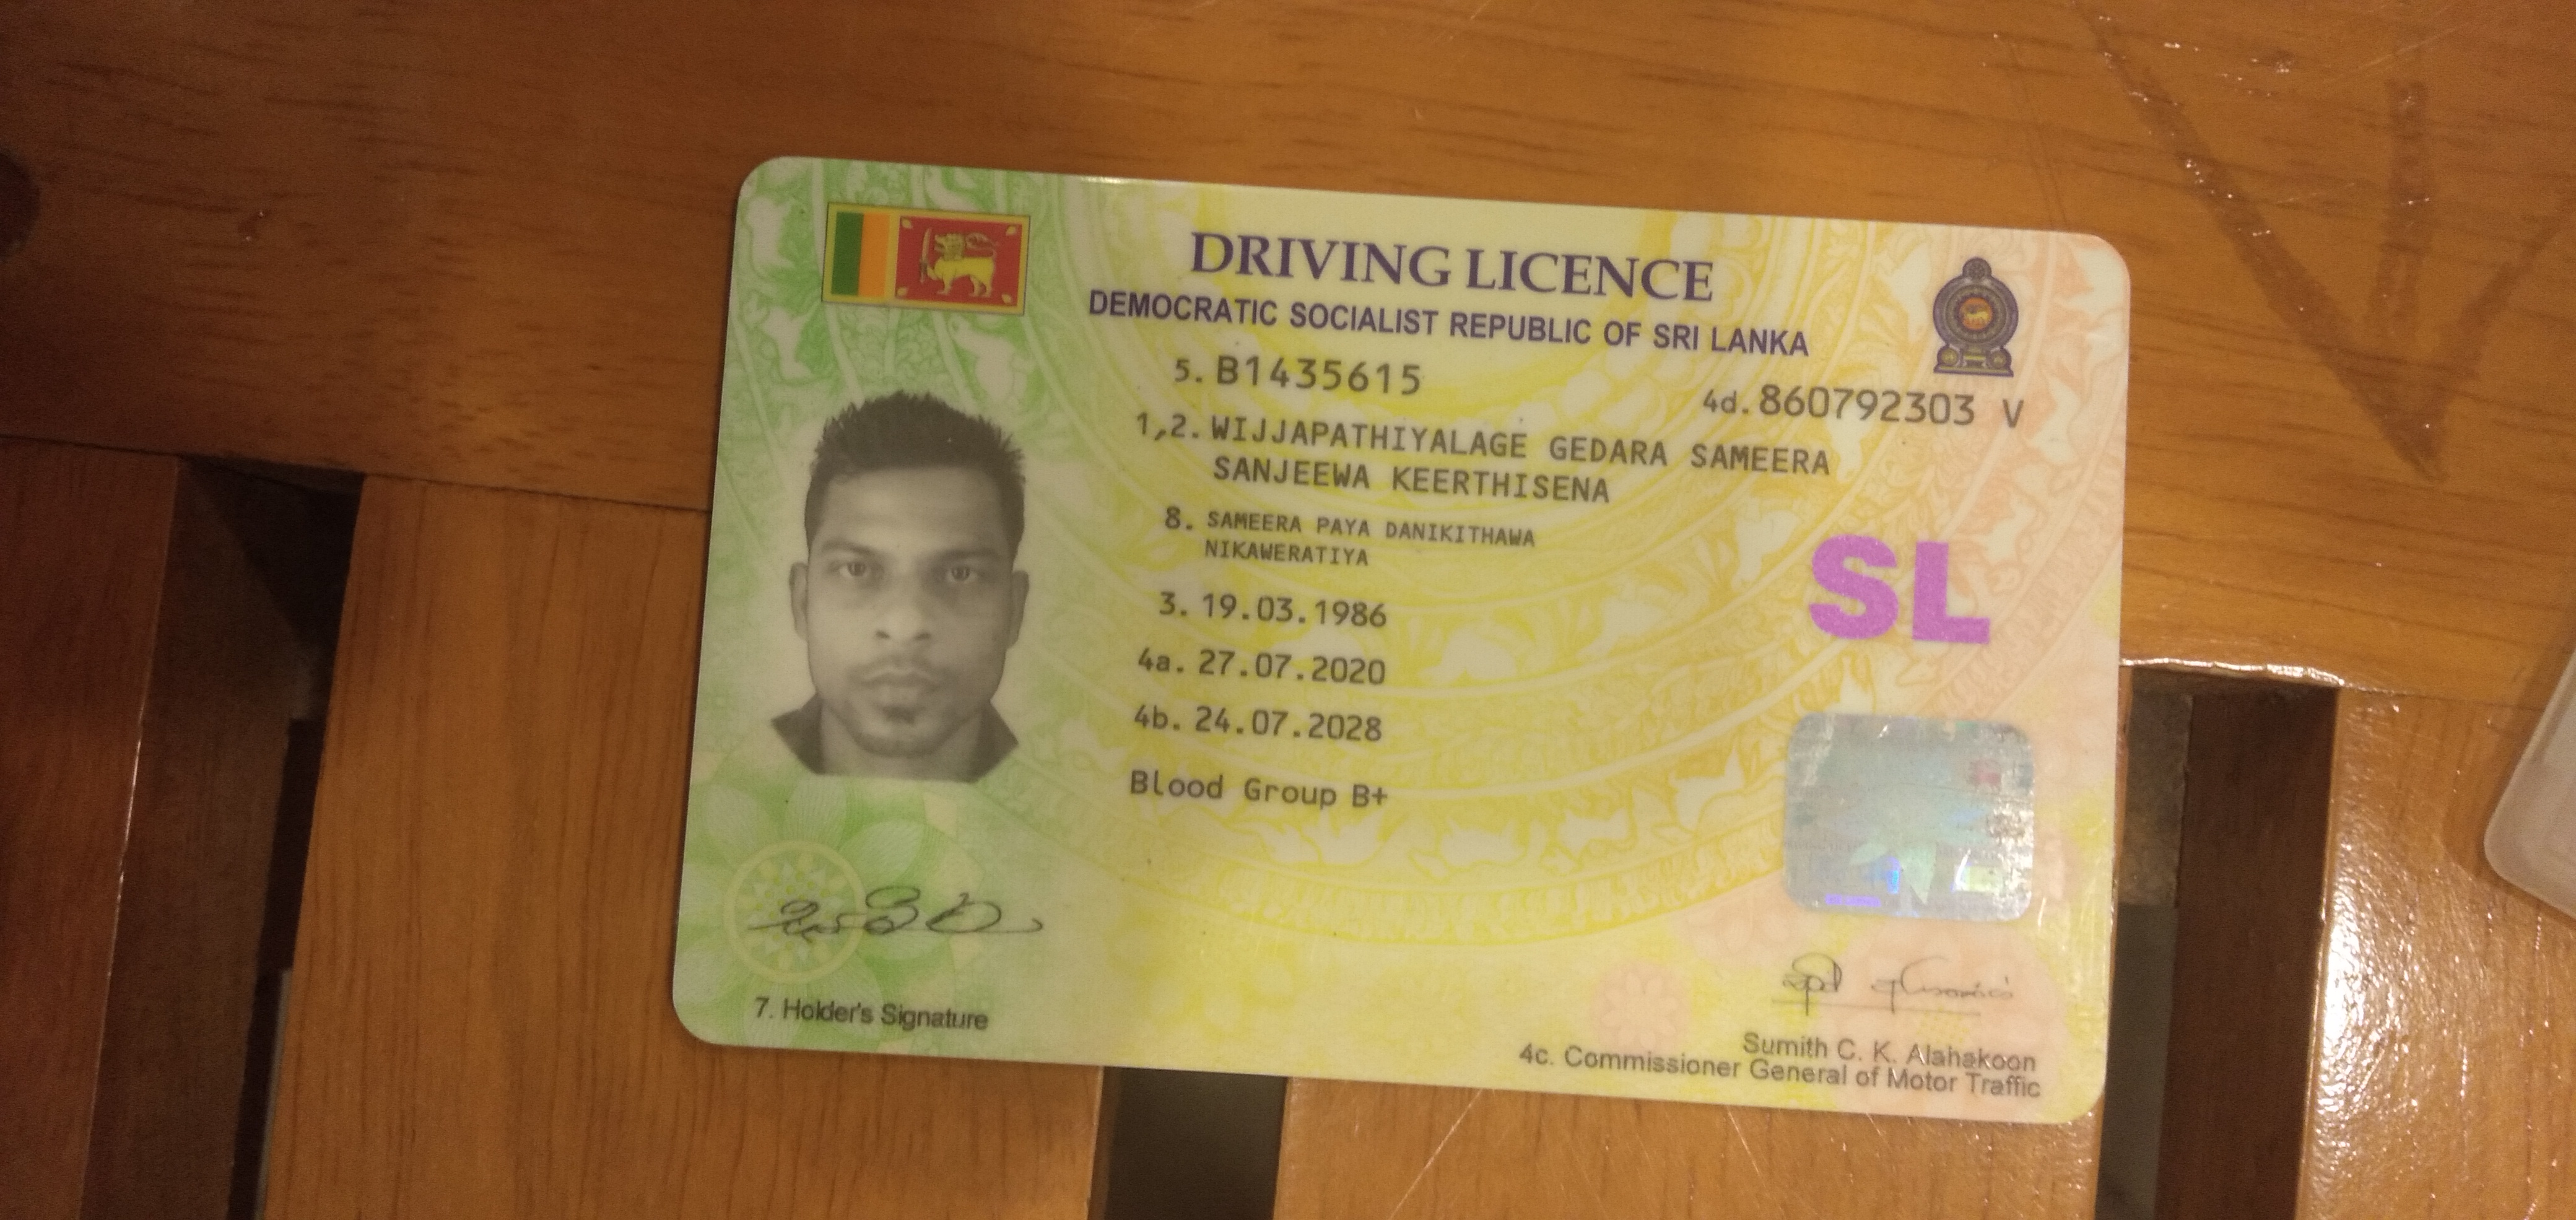 DRIVING LICENCE
DEMOCRATIC SOCIALIST REPUBLIC OF SRI LANKA
5. B1435615
4d. 860792303 V
1,2. WIJJAPATHIYALAGE GEDARA SAMEERA
SANJEEWA KEERTHISENA
8. SAMEERA PAYA DANIKITHAWA
NIKAWERATIYA
3. 19.03.1986
4a. 27.07.2020
4b. 24.07.2028
Blood Group B+
SL
7. Holder's Signature
Sumith C. K. Alahakoon
4c. Commissioner General of Motor Traffic